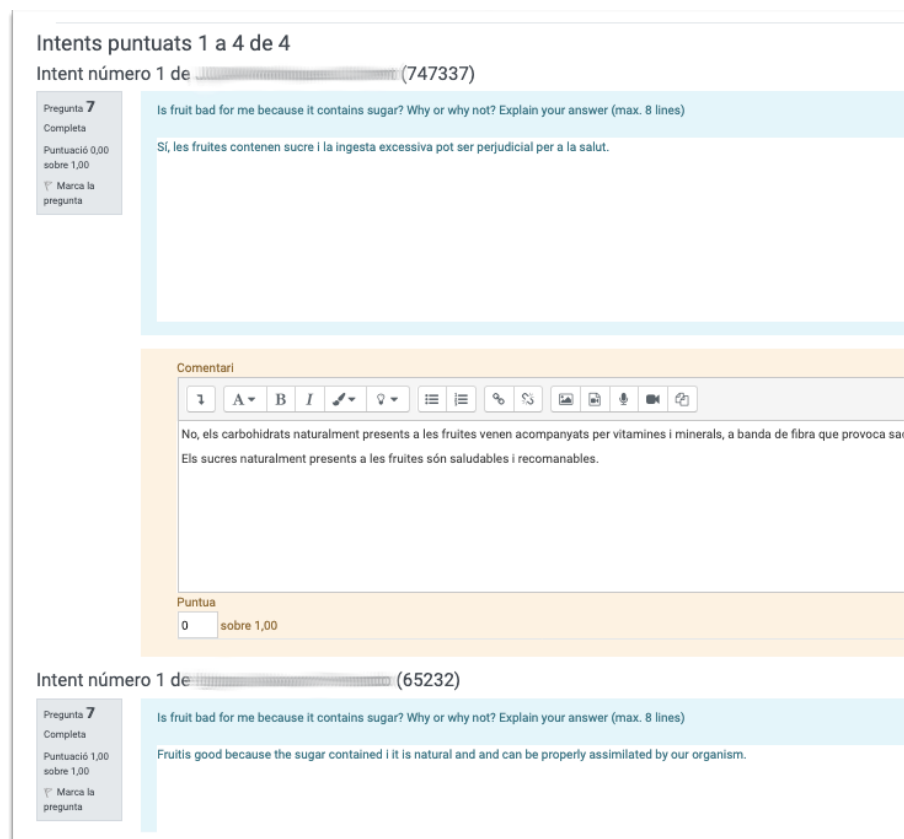 Intents puntuats 1 a 4 de 4
Intent número 1 de (747337)
Pregunta 7
Completa
Puntuació 0,00
sobre 1,00
Marca la
pregunta
Is fruit bad for me because it contains sugar? Why or why not? Explain your answer (max. 8 lines)
Sí, les fruites contenen sucre i la ingesta excessiva pot ser perjudicial per a la salut.
Comentari
No, els carbohidrats naturalment presents a les fruites venen acompanyats per vitamines i minerals, a banda de fibra que provoca
Els sucres naturalment presents a les fruites són saludables i recomanables.
Puntua
0 sobre 1,00
Intent número 1 de (65232)
Pregunta 7
Completa
Puntuació 1,00
sobre 1,00
Marca la
pregunta
Is fruit bad for me because it contains sugar? Why or why not? Explain your answer (max. 8 lines)
Fruitis good because the sugar contained i it is natural and and can be properly assimilated by our organism.